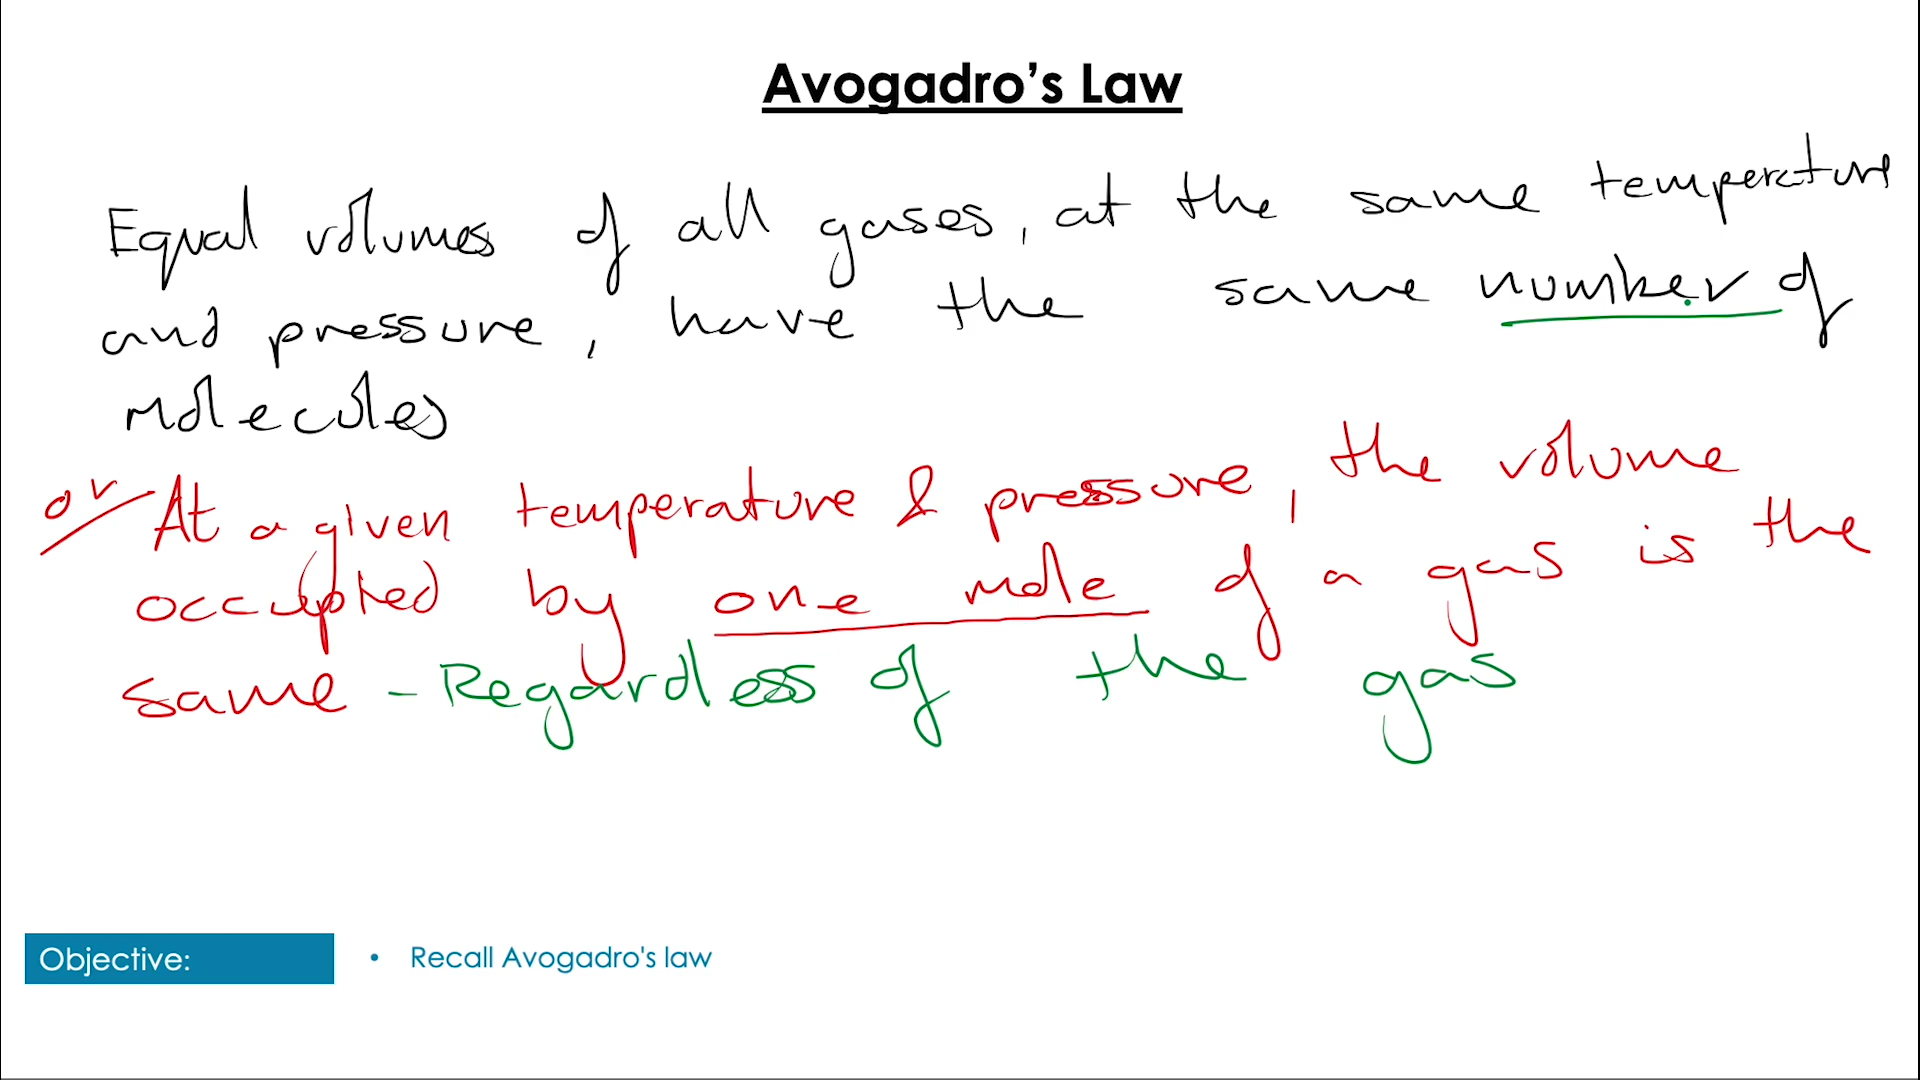 Avogadro's Law
Equal volumes of all gases, at the same temperature
and pressure, have the same number of
molecules
or At a given temperature & pressure, the volume
occupied by one mole of a gas is the
same - Regardless of the gas
Objective:
• Recall Avogadro's law